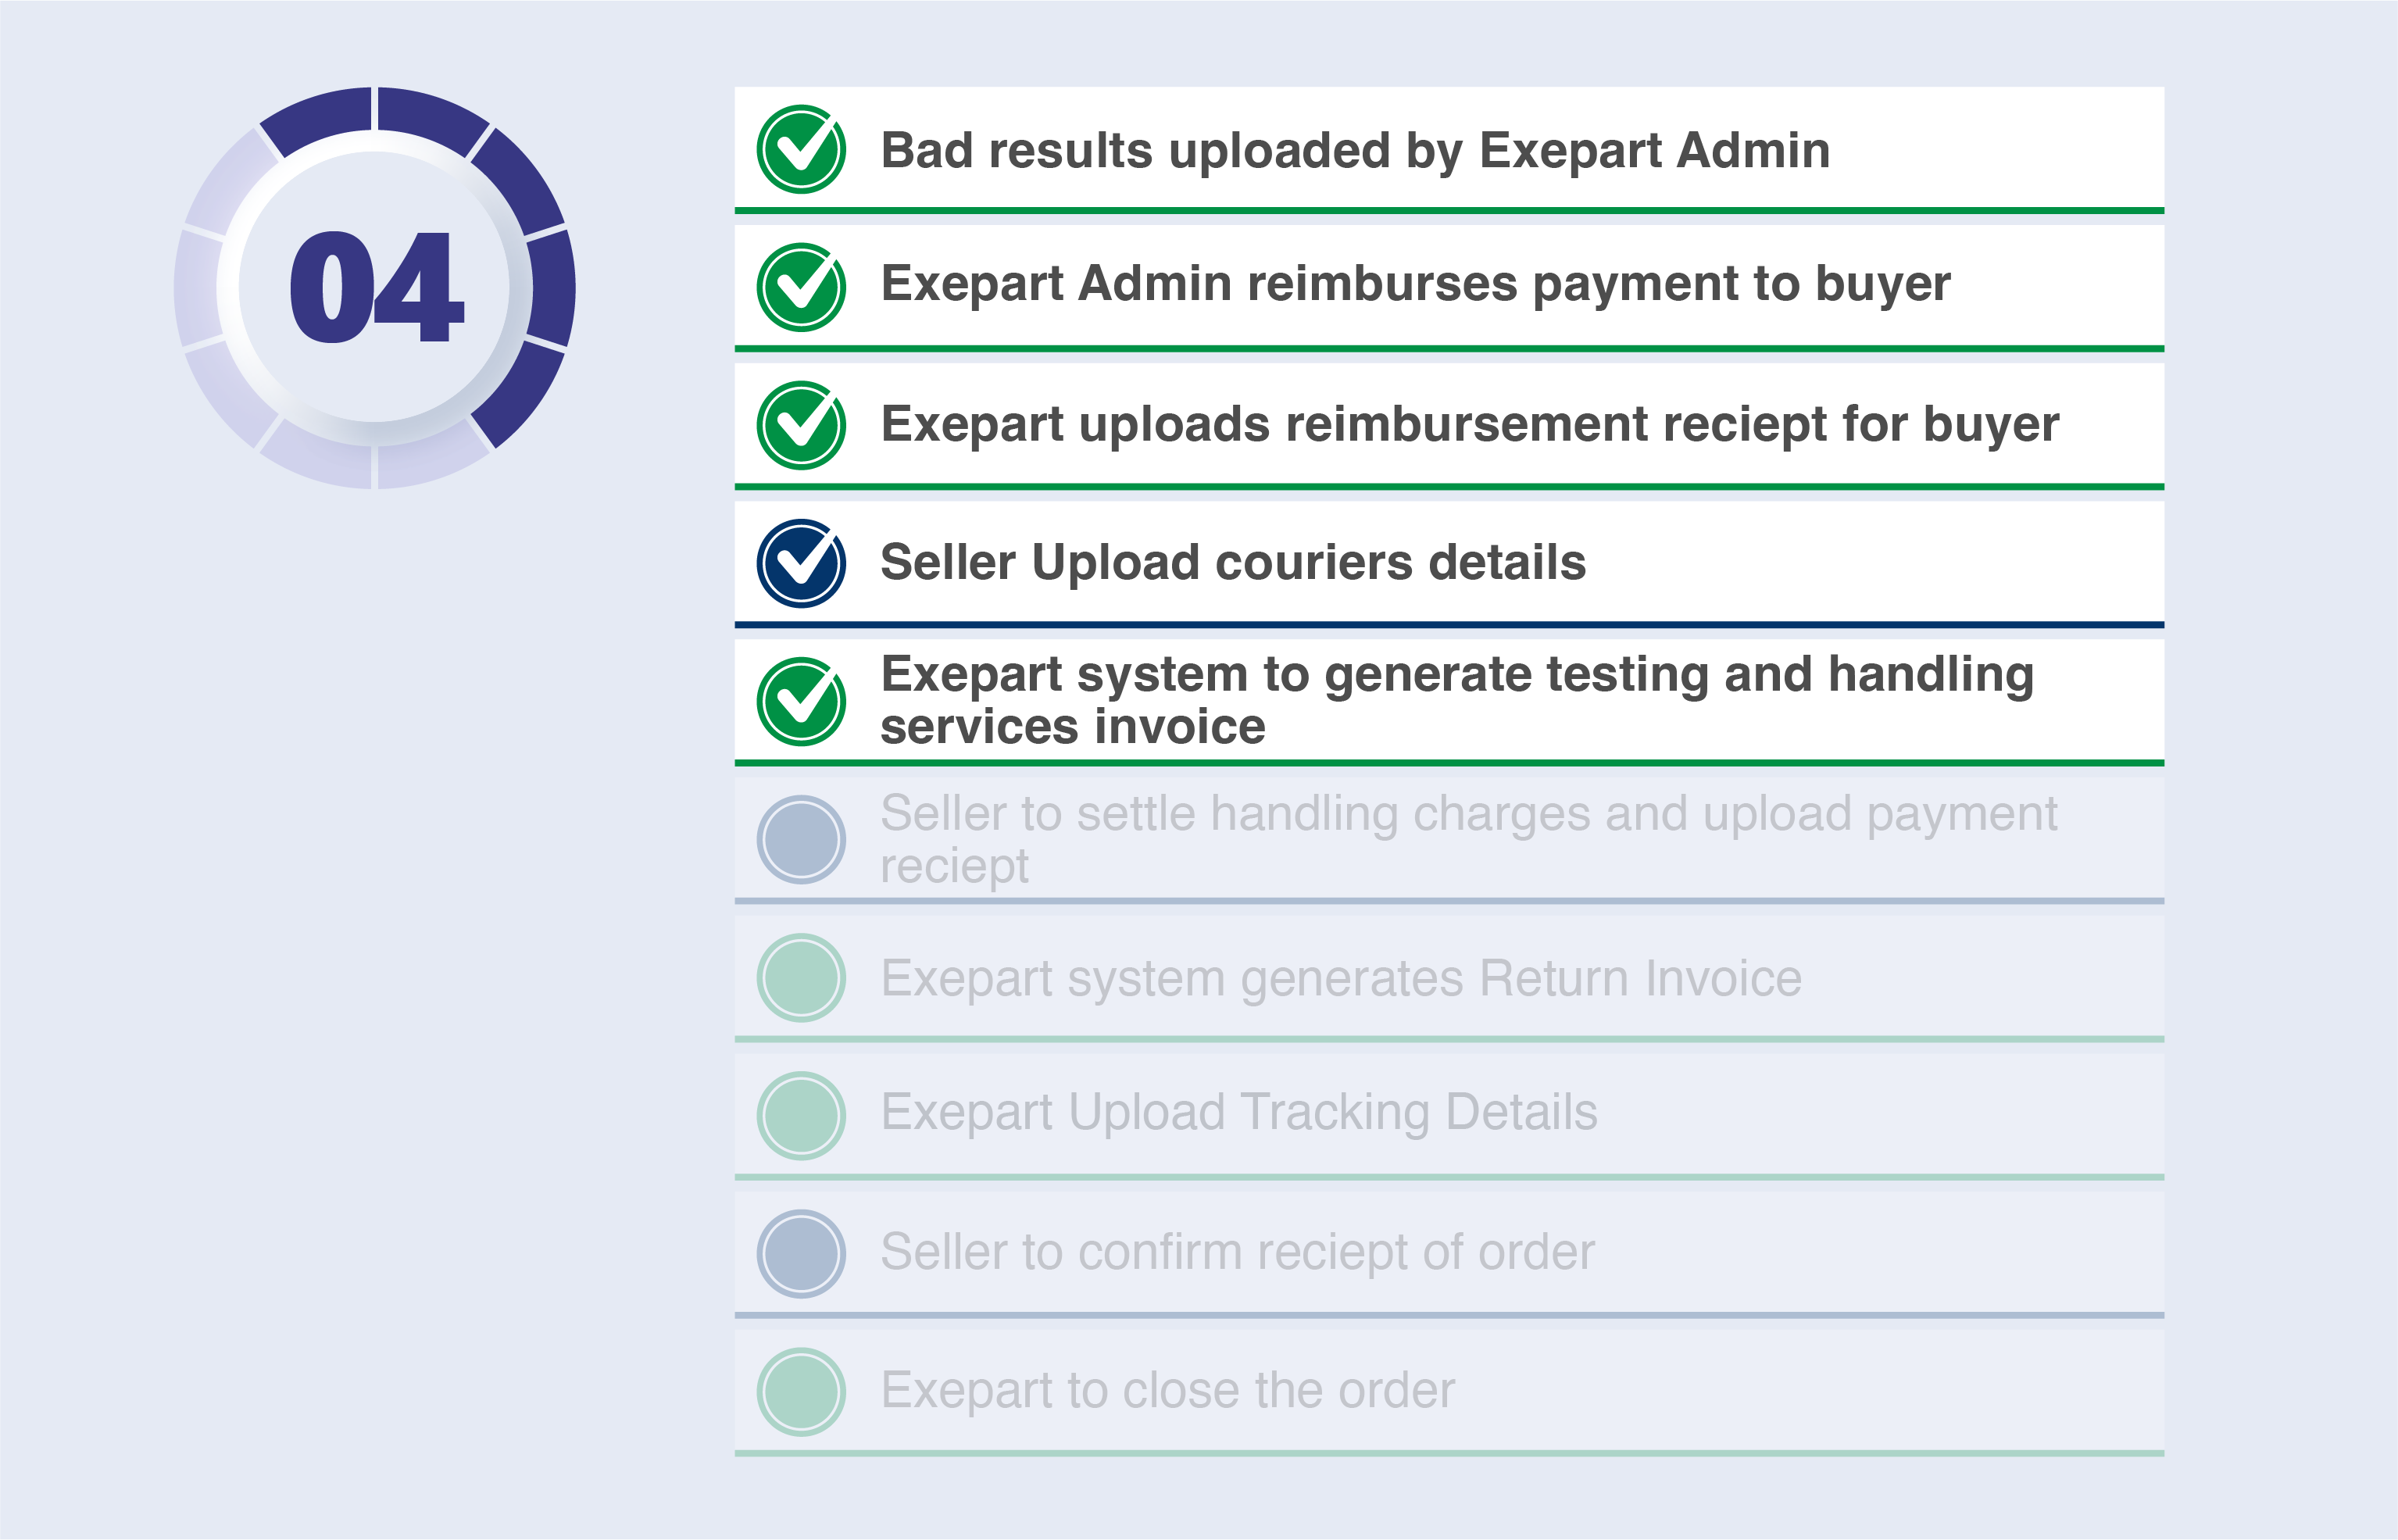 04
Bad results uploaded by Exepart Admin
Exepart Admin reimburses payment to buyer
Exepart uploads reimbursement reciept for buyer
Seller Upload couriers details
Exepart system to generate testing and handling
services invoice
Seller to settle handling charges and upload payment
reciept
Exepart system generates Return Invoice
Exepart Upload Tracking Details
Seller to confirm reciept of order
Exepart to close the order